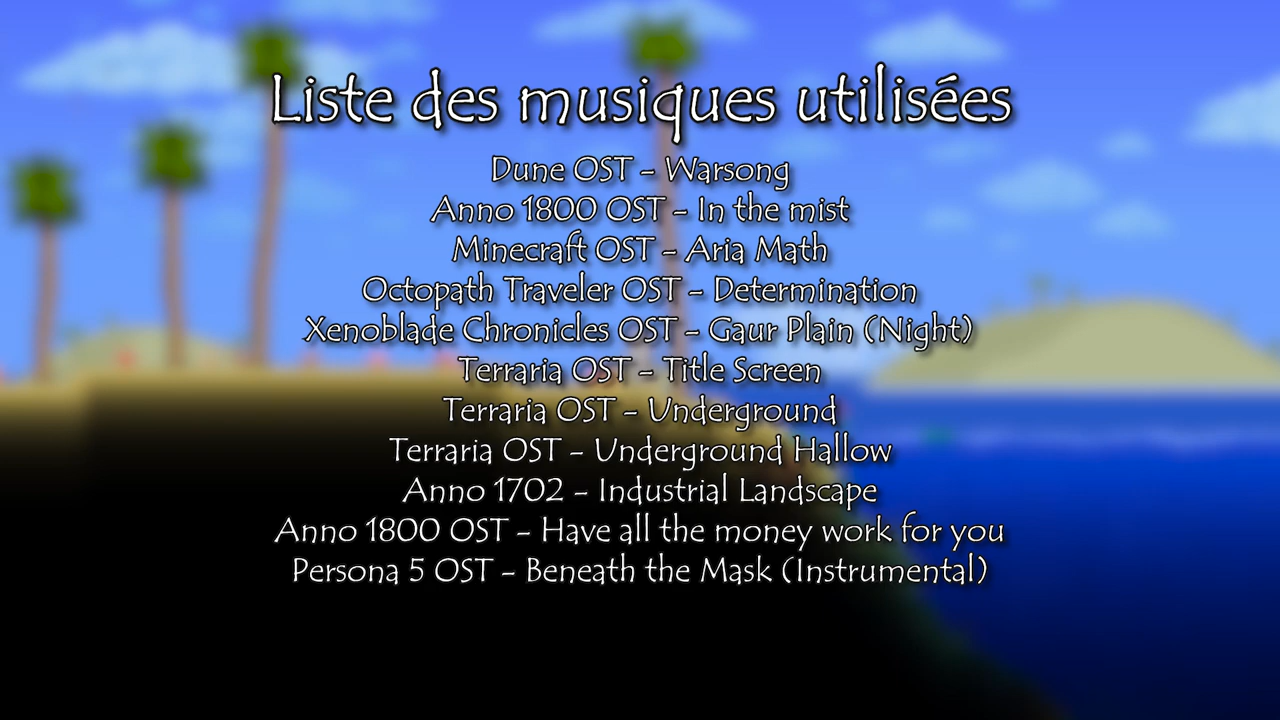 Liste des musiques utilisées
Dune OST - Warsong
Anno 1800 OST - In the mist
Minecraft OST - Aria Math
Octopath Traveler OST - Determination
Xenoblade Chronicles OST - Gaur Plain (Night)
Terraria OST - Title Screen
Terraria OST - Underground
Terraria OST - Underground Hallow
Anno 1702 - Industrial Landscape
Anno 1800 OST - Have all the money work for you
Persona 5 OST - Beneath the Mask (Instrumental)